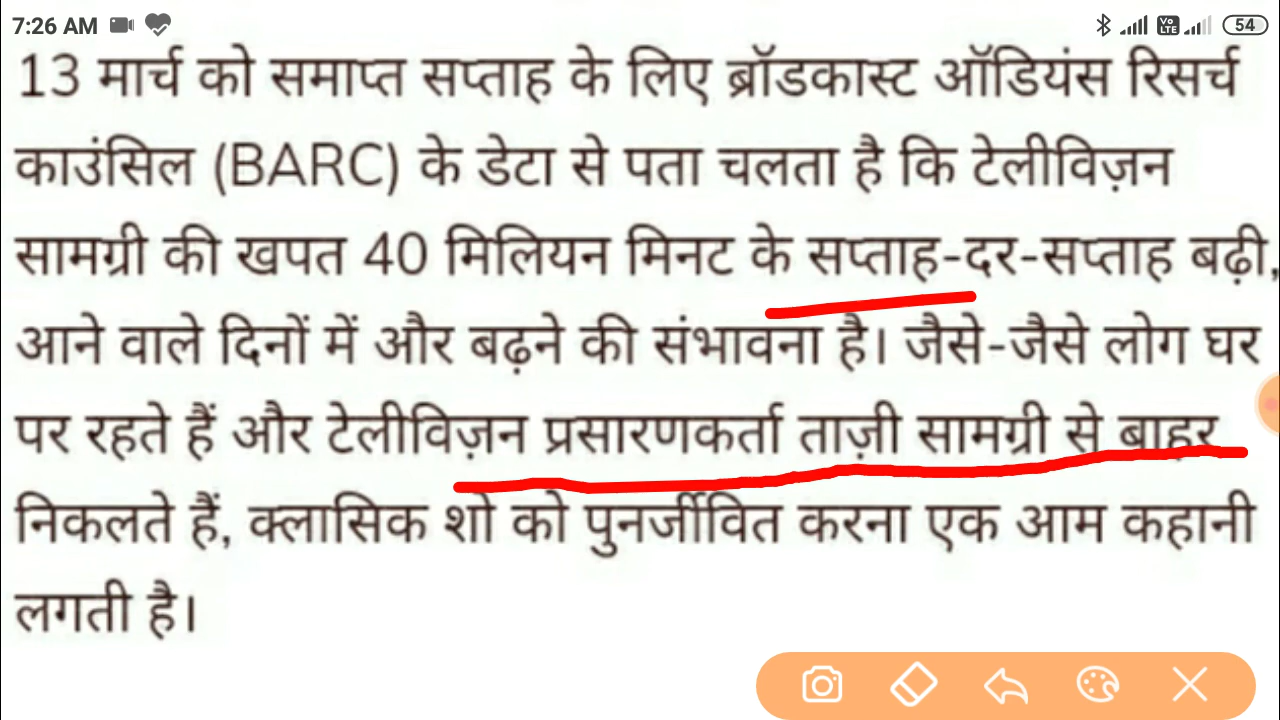 7:26 AM
Vo LTE
54
13 मार्च को समाप्त सप्ताह के लिए ब्रॉडकास्ट ऑडियंस रिसर्च
काउंसिल (BARC) के डेटा से पता चलता है कि टेलीविज़न
सामग्री की खपत 40 मिलियन मिनट के सप्ताह-दर-सप्ताह बढ़ी,
आने वाले दिनों में और बढ़ने की संभावना है। जैसे-जैसे लोग घर
पर रहते हैं और टेलीविज़न प्रसारणकर्ता ताज़ी सामग्री से बाहर
निकलते हैं, क्लासिक शो को पुनर्जीवित करना एक आम कहानी
लगती है।